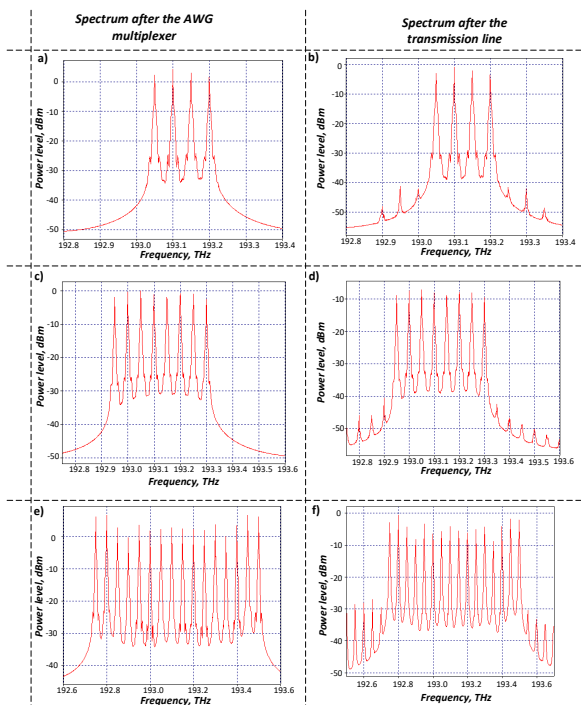 Spectrum after the AWG
multiplexer
Spectrum after the
transmission line
a)
Power level, dBm
0
-10
-20
-30
-40
-50
192.8 192.9 193.0 193.1 193.2 193.3 193.4
Frequency, THz
b)
Power level, dBm
0
-10
-20
-30
-40
-50
192.8 192.9 193.0 193.1 193.2 193.3 193.4
Frequency, THz
c)
Power level, dBm
0
-10
-20
-30
-40
-50
192.8 192.9 193.0 193.1 193.2 193.3 193.4 193.6
Frequency, THz
d)
Power level, dBm
-10
-20
-30
-40
-50
192.8 192.9 193.0 193.1 193.2 193.3 193.4 193.6
Frequency, THz
e)
Power level, dBm
0
-10
-20
-30
-40
192.6 192.8 193.0 193.2 193.4 193.6
Frequency, THz
f)
Power level, dBm
0
-10
-20
-30
-40
-50
192.6 192.8 193.0 193.2 193.4 193.6
Frequency, THz